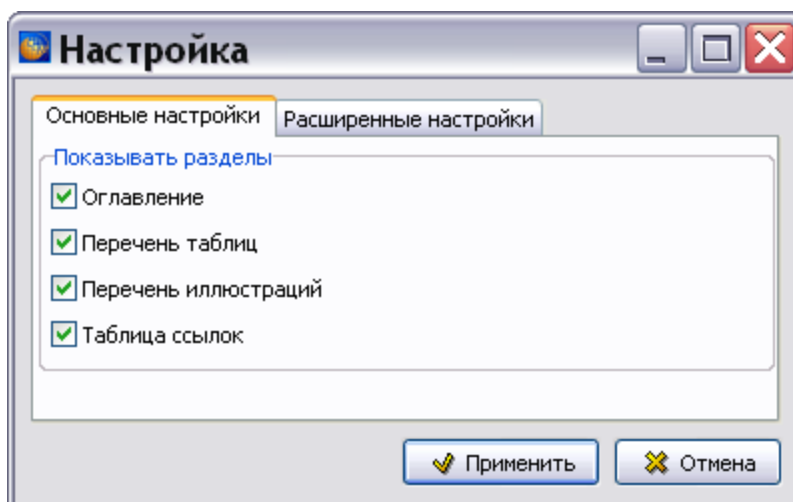 Настройка
Основные настройки
Расширенные настройки
Показывать разделы
Оглавление
Перечень таблиц
Перечень иллюстраций
Таблица ссылок
Применить
Отмена